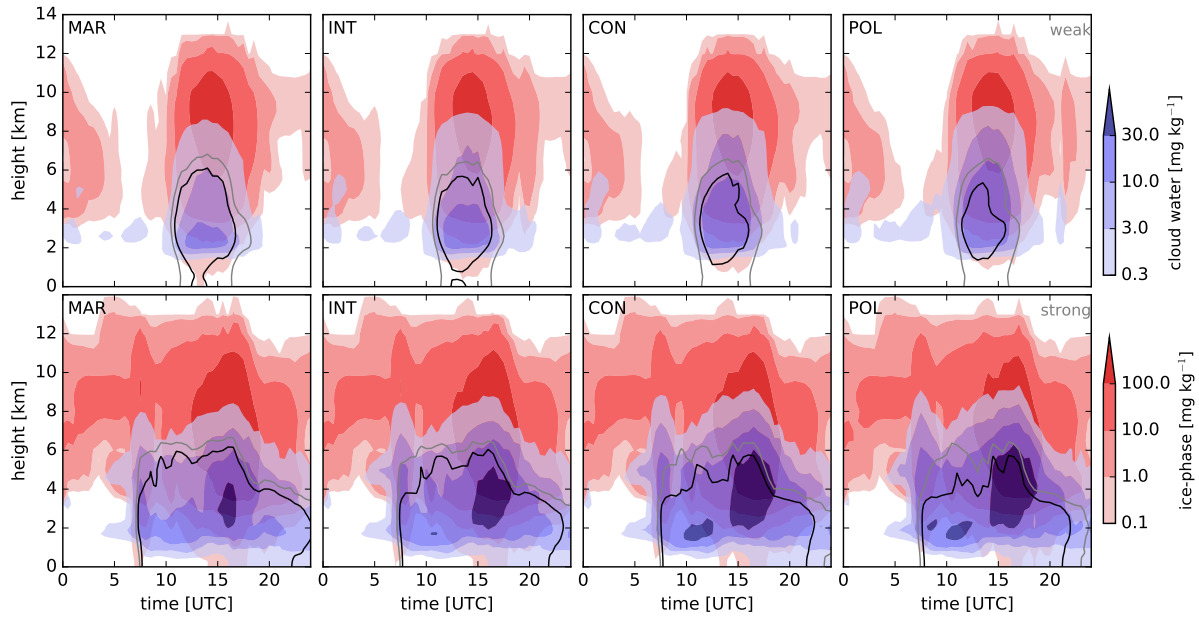 MAR INT CON POL weak
14
12
10
8
6
4
2
0
height [km]
30.0
10.0
3.0
0.3
cloud water [mg kg⁻¹]
MAR INT CON POL strong
12
10
8
6
4
2
0
height [km]
100.0
10.0
1.0
0.1
ice-phase [mg kg⁻¹]
0 5 10 15 20 0 5 10 15 20 0 5 10 15 20 0 5 10 15 20
time [UTC] time [UTC] time [UTC] time [UTC]